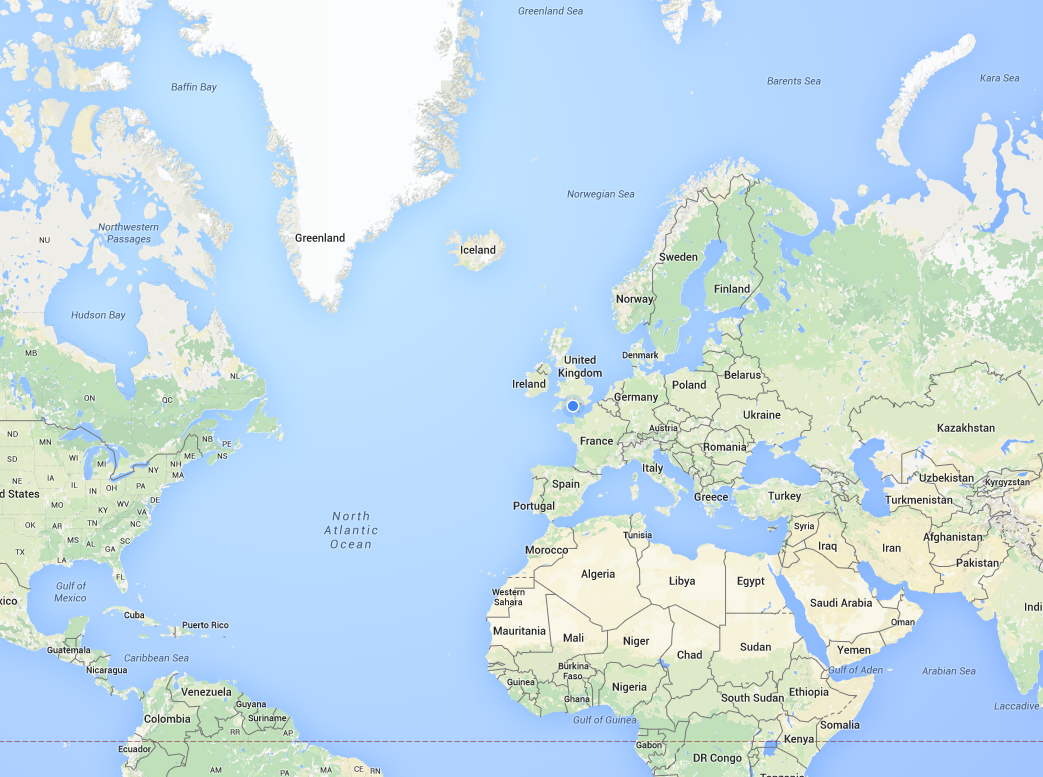 Greenland Sea
Baffin Bay
Barents Sea
Kara Sea
Norwegian Sea
Northwestern
Passages
NU
Greenland
Iceland
Sweden
Finland
Norway
Hudson Bay
MB
ON
QC
NL
United
Kingdom
Ireland
Denmark
Belarus
Poland
Germany
Ukraine
Kazakhstan
Austria
France
Romania
Italy
Uzbekistan
Kyrgyzstan
Turkmenistan
Spain
Portugal
Greece
Turkey
ND
MN
SD
WI
MI
NB
PE
NS
NH
MA
NY
NE
IA
IL
IN
OH
PA
d States
MO
KY
WV
VA
DE
OK
AR
TN
NC
MS
AL
GA
SC
TX
LA
FL
North
Atlantic
Ocean
Tunisia
Syria
Morocco
Iraq
Iran
Afghanistan
Pakistan
Algeria
Libya
Egypt
Western
Sahara
Saudi Arabia
Indi
Oman
Gulf of
Mexico
xico
Cuba
Puerto Rico
Mauritania
Mali
Niger
Chad
Sudan
Yemen
Guatemala
Nicaragua
Caribbean Sea
Burkina
Faso
Guinea
Ghana
Nigeria
South Sudan
Ethiopia
Gulf of Aden
Arabian Sea
Laccadive
Venezuela
Guyana
Suriname
Colombia
RR
AP
Gulf of Guinea
Somalia
Kenya
Ecuador
Gabon
DR Congo
AM
PA
MA
CE
RN
Tanzania